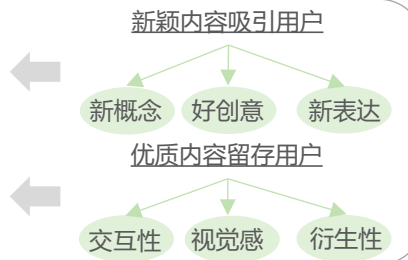 新颖内容吸引用户
新概念 好创意 新表达
优质内容留存用户
交互性 视觉感 衍生性